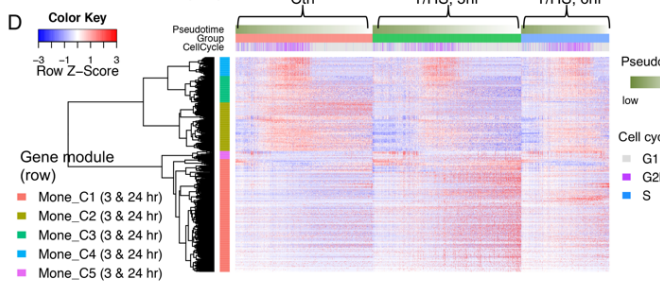 D
Color Key
-3 -1 1 3
Row Z-Score
Pseudotime
Group
CellCycle
Gene module
(row)
Mone_C1 (3 & 24 hr)
Mone_C2 (3 & 24 hr)
Mone_C3 (3 & 24 hr)
Mone_C4 (3 & 24 hr)
Mone_C5 (3 & 24 hr)
low
Cell
G1
S